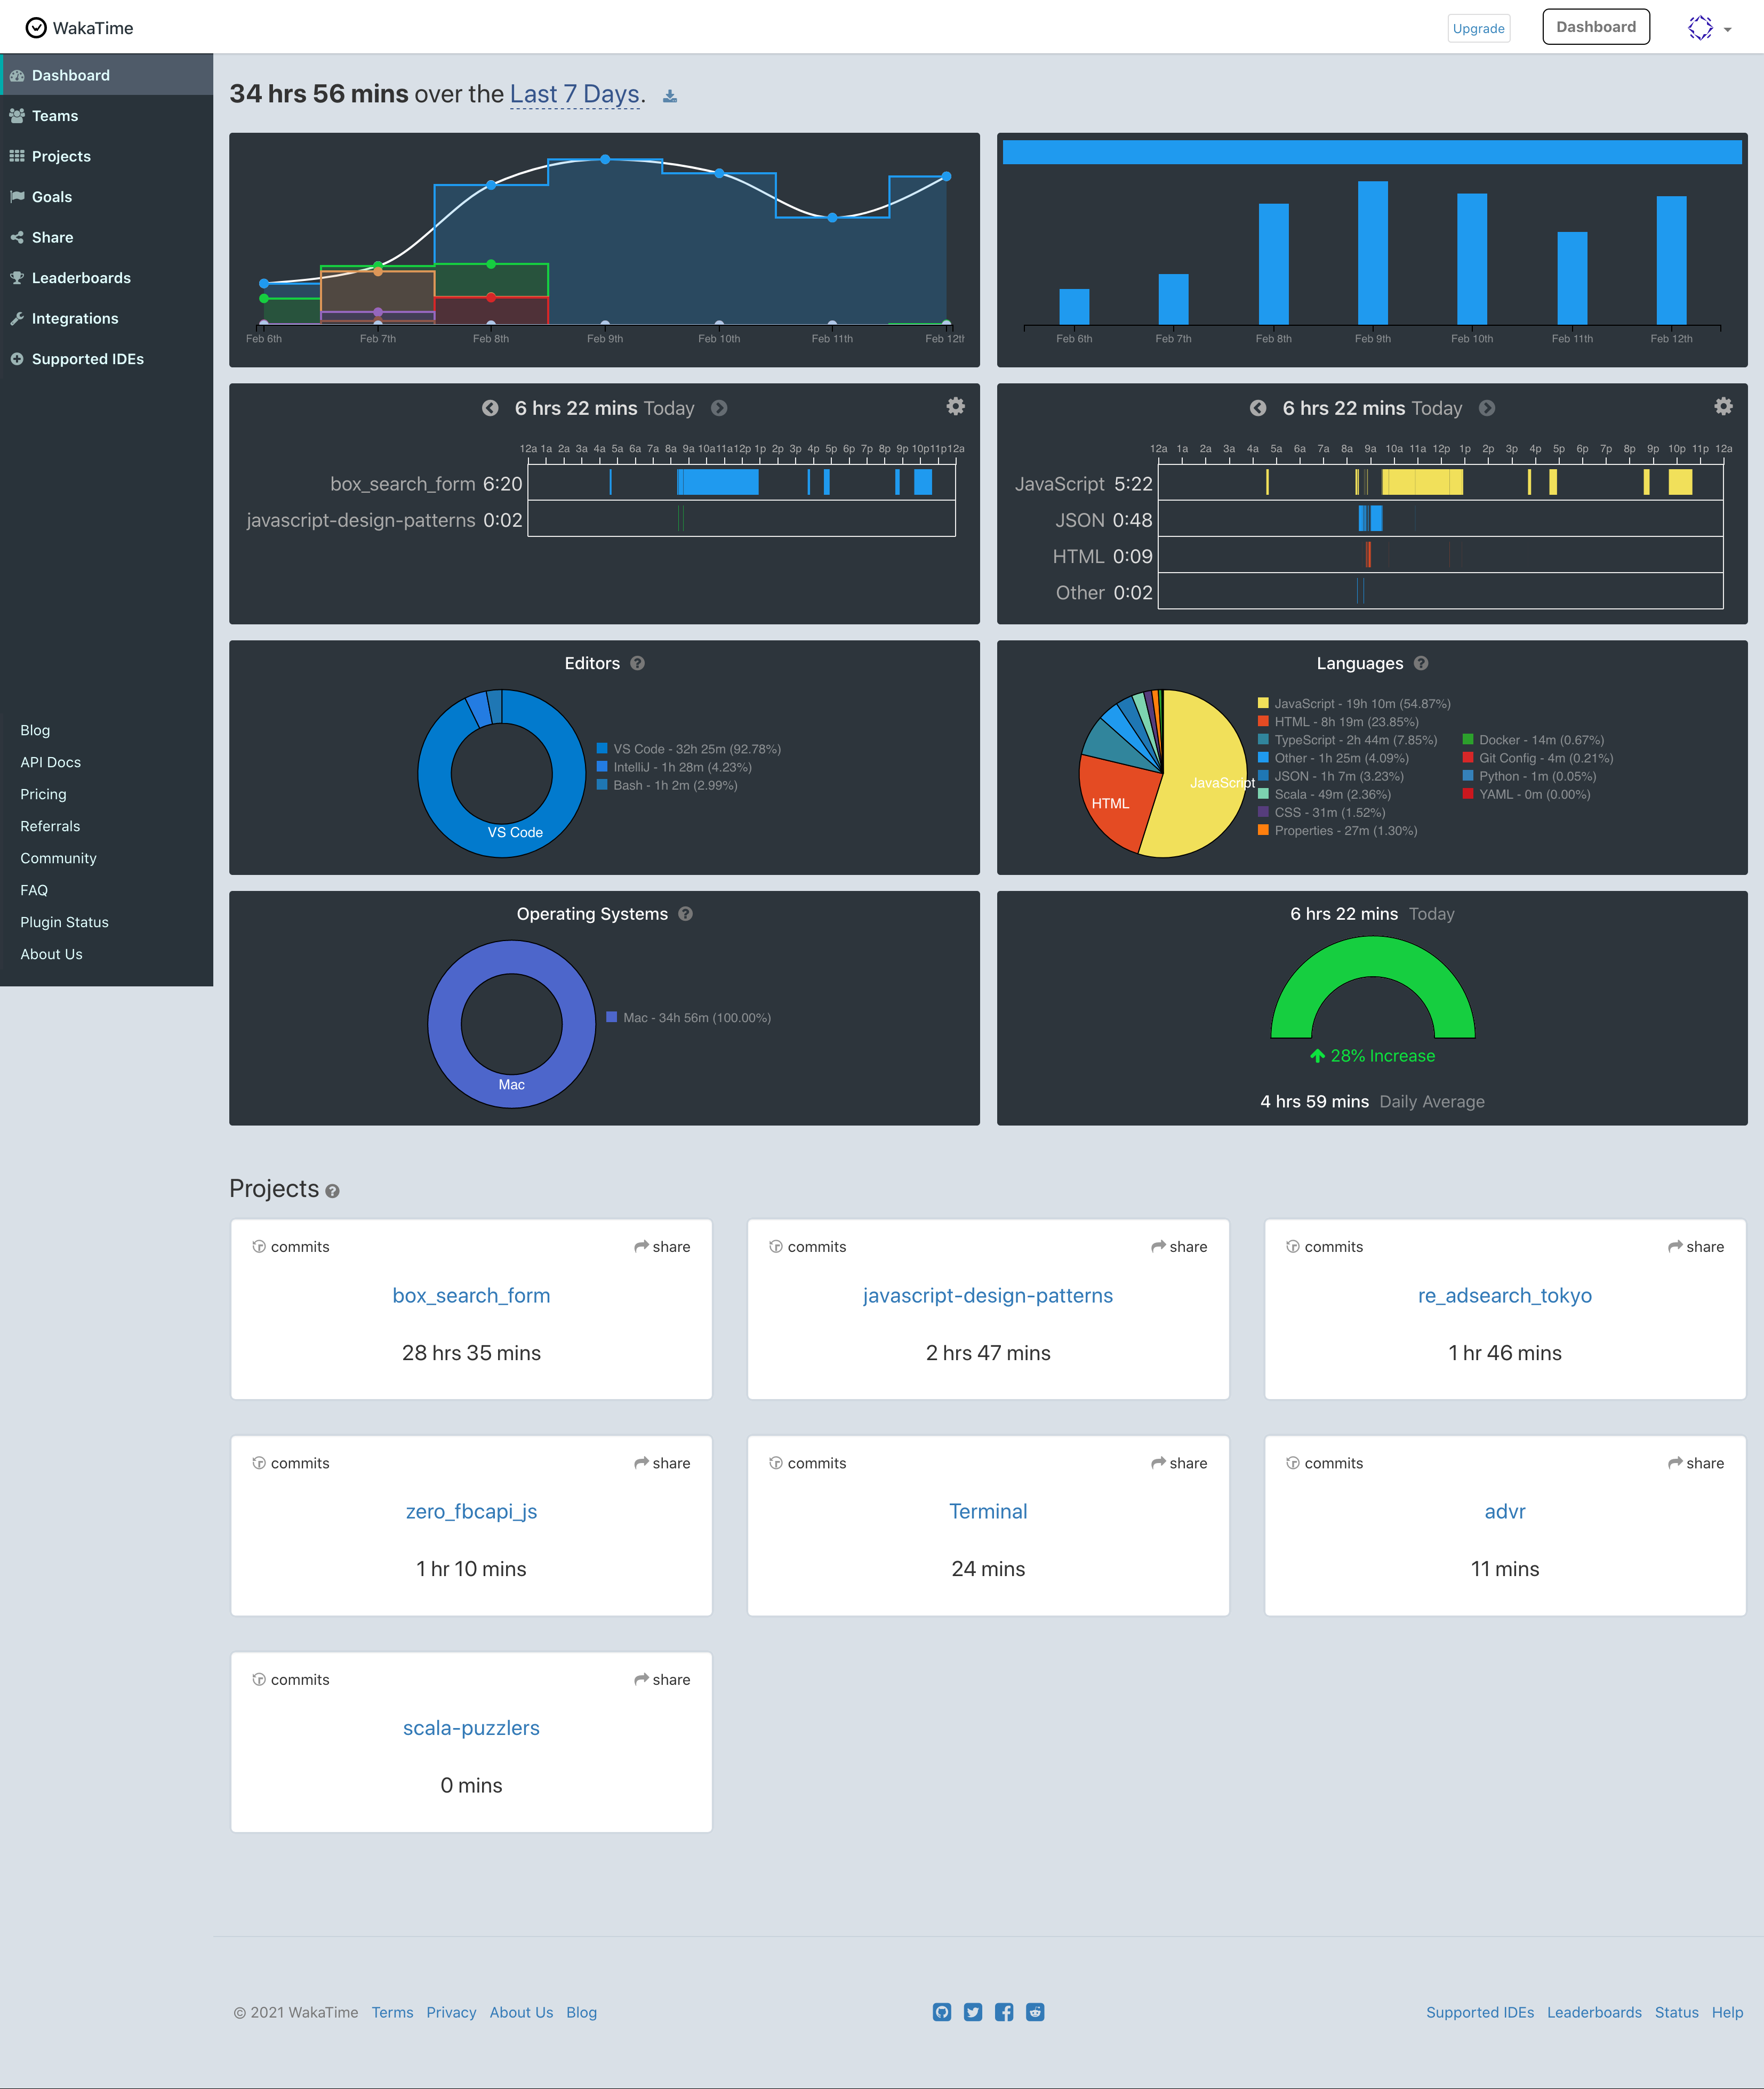 WakaTime
Upgrade
Dashboard
Dashboard
Teams
Projects
Goals
Share
Leaderboards
Integrations
Supported IDEs
Blog
API Docs
Pricing
Referrals
Community
FAQ
Plugin Status
About Us
34 hrs 56 mins over the Last 7 Days.
Feb 6th Feb 7th Feb 8th Feb 9th Feb 10th Feb 11th Feb 12th
Feb 6th Feb 7th Feb 8th Feb 9th Feb 10th Feb 11th Feb 12th
6 hrs 22 mins Today
12a 1a 2a 3a 4a 5a 6a 7a 8a 9a 10a 11a 12p 1p 2p 3p 4p 5p 6p 7p 8p 9p 10p 11p 12a
box_search_form 6:20
javascript-design-patterns 0:02
6 hrs 22 mins Today
12a 1a 2a 3a 4a 5a 6a 7a 8a 9a 10a 11a 12p 1p 2p 3p 4p 5p 6p 7p 8p 9p 10p 11p 12a
JavaScript 5:22
JSON 0:48
HTML 0:09
Other 0:02
Editors
VS Code - 32h 25m (92.78%)
IntelliJ - 1h 28m (4.23%)
Bash - 1h 2m (2.99%)
VS Code
Languages
JavaScript - 19h 10m (54.87%)
HTML - 8h 19m (23.85%)
TypeScript - 2h 44m (7.85%)
Other - 1h 25m (4.09%)
JSON - 1h 7m (3.23%)
Scala - 49m (2.36%)
CSS - 31m (1.52%)
Properties - 27m (1.30%)
Docker - 14m (0.67%)
Git Config - 4m (0.21%)
Python - 1m (0.05%)
YAML - 0m (0.00%)
JavaScript
HTML
Operating Systems
Mac - 34h 56m (100.00%)
Mac
6 hrs 22 mins Today
28% Increase
4 hrs 59 mins Daily Average
Projects
commits share
box_search_form
28 hrs 35 mins
commits share
javascript-design-patterns
2 hrs 47 mins
commits share
re_adsearch_tokyo
1 hr 46 mins
commits share
zero_fbcapi_js
1 hr 10 mins
commits share
Terminal
24 mins
commits share
advr
11 mins
commits share
scala-puzzlers
0 mins
© 2021 WakaTime Terms Privacy About Us Blog
Supported IDEs Leaderboards Status Help